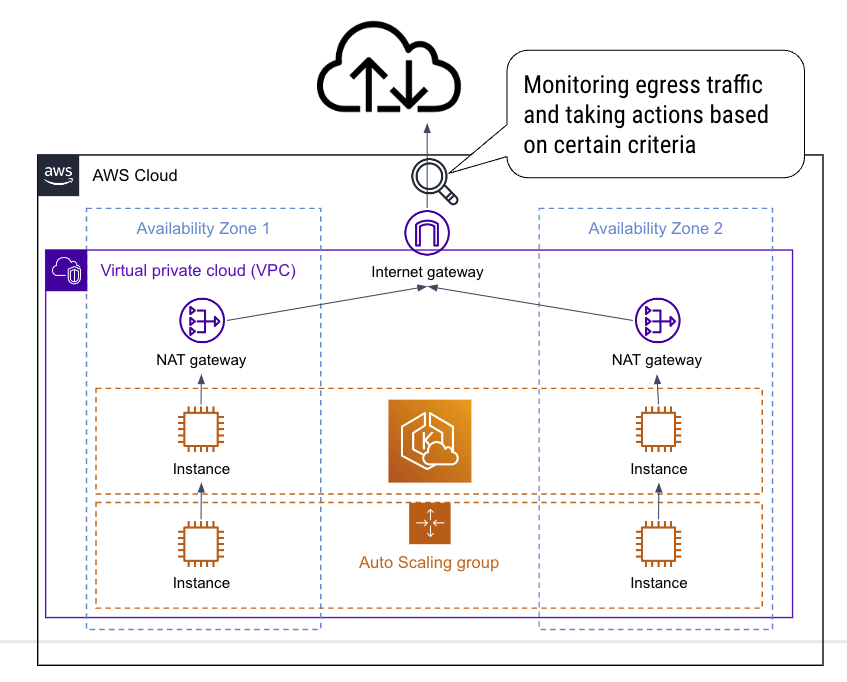 Monitoring egress traffic
and taking actions based
on certain criteria
aws
AWS Cloud
Availability Zone 1
Availability Zone 2
Virtual private cloud (VPC)
Internet gateway
NAT gateway
NAT gateway
K
Instance
Instance
Auto Scaling group
Instance
Instance